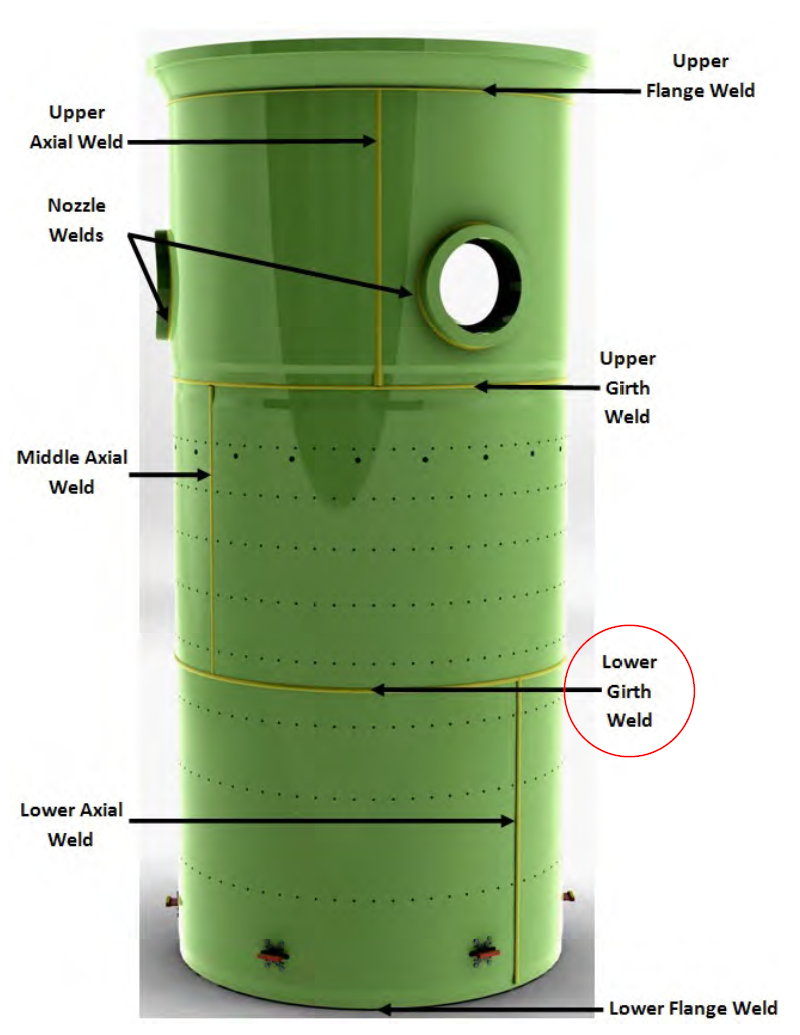 Upper
Flange Weld
Upper
Axial Weld
Nozzle
Welds
Upper
Girth
Weld
Middle Axial
Weld
Lower
Girth
Weld
Lower Axial
Weld
Lower Flange Weld